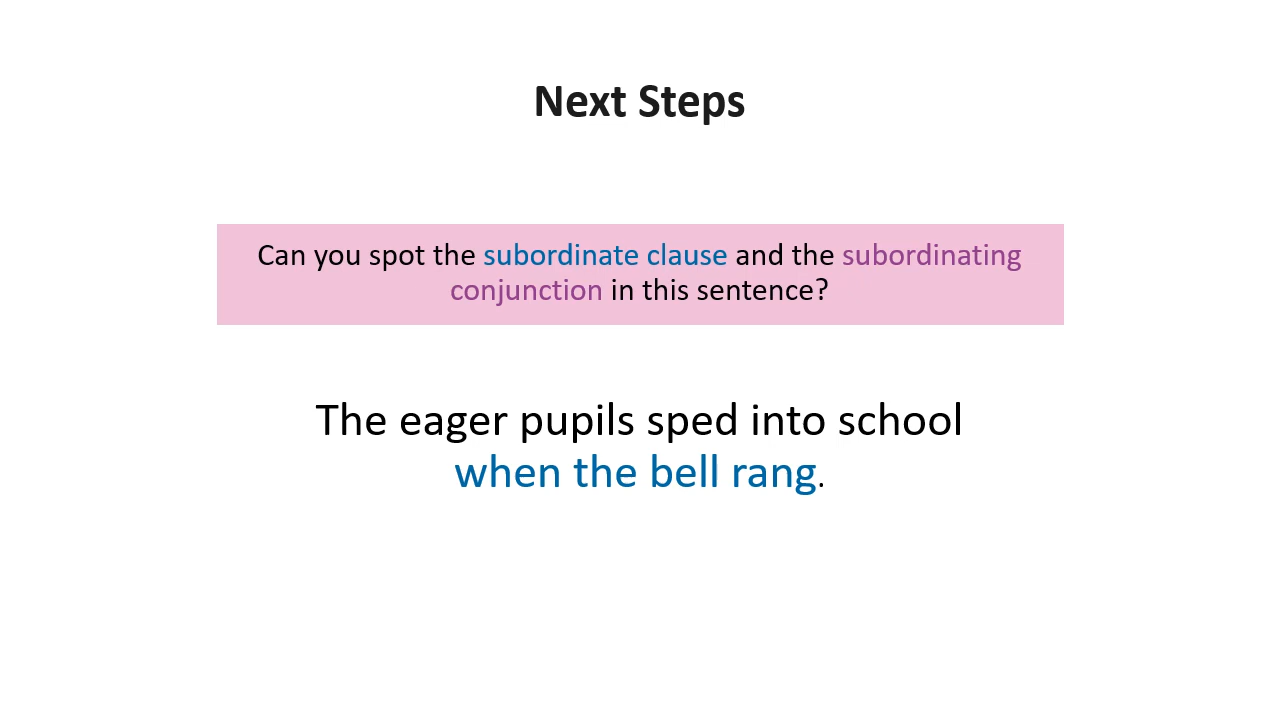 Next Steps
Can you spot the subordinate clause and the subordinating
conjunction in this sentence?
The eager pupils sped into school
when the bell rang.